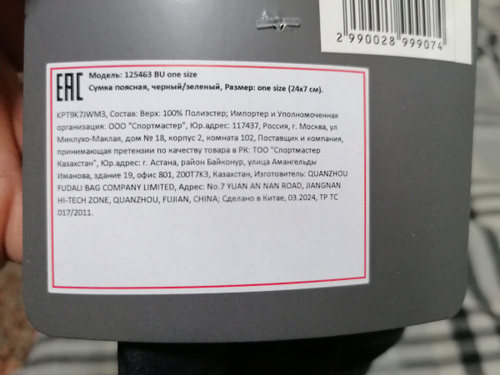 2 990028 999074
EAC
Модель: 125463 BU one size
Сумка поясная, черный/зеленый, Размер: one size (24x7 см).
KPT9K7JWM3, Состав: Верх: 100% Полиэстер; Импортер и Уполномоченная
организация: ООО "Спортмастер", Юр.адрес: 117437, Россия, г. Москва, ул
Миклухо-Маклая, дом № 18, корпус 2, комната 102, Поставщик и компания,
принимающая претензии по качеству товара в РК: ТОО "Спортмастер
Казахстан", Юр.адрес: г. Астана, район Байконур, улица Амангельды
Иманова, здание 19, офис 801, Z00T7K3, Казахстан, Изготовитель: QUANZHOU
FUDALI BAG COMPANY LIMITED, Адрес: No.7 YUAN AN NAN ROAD, JIANGNAN
HI-TECH ZONE, QUANZHOU, FUJIAN, CHINA; Сделано в Китае, 03.2024, ТР ТС
017/2011.